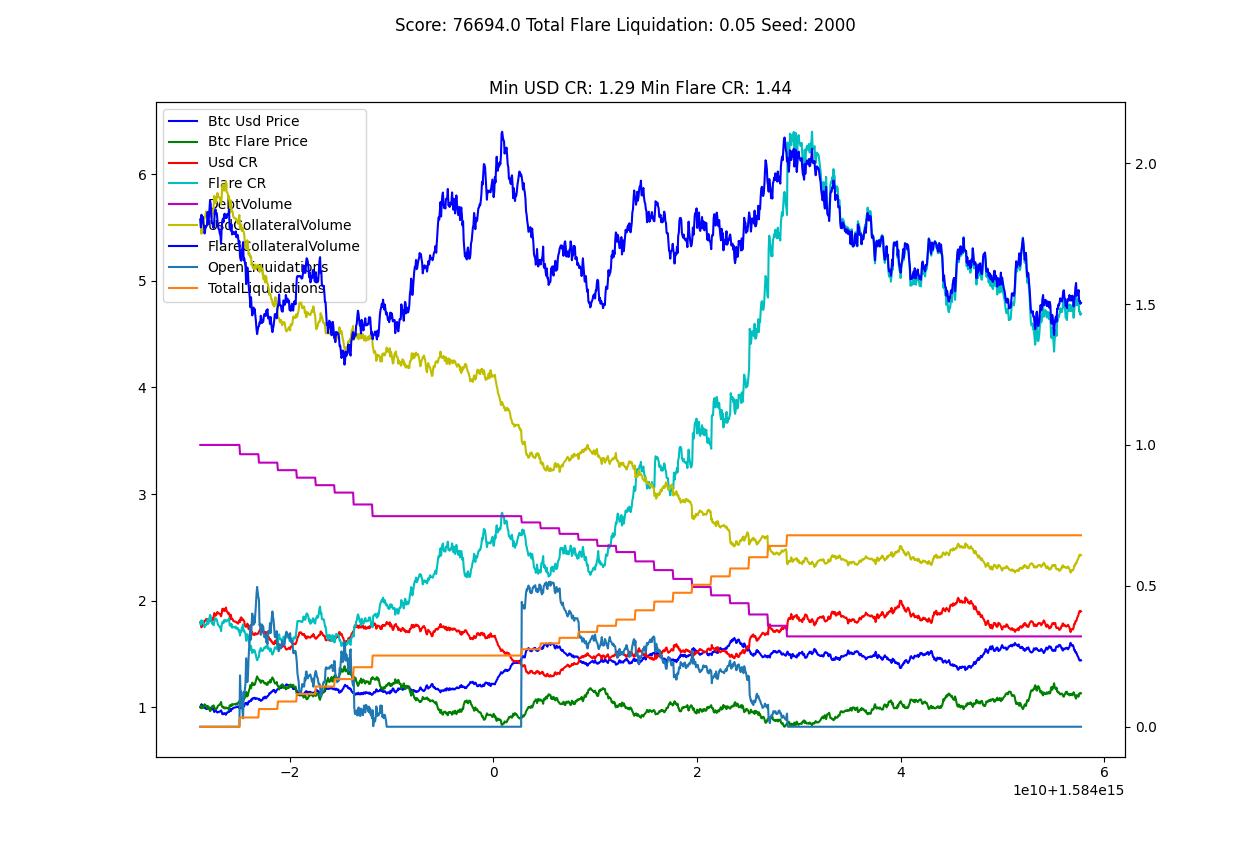 Score: 76694.0 Total Flare Liquidation: 0.05 Seed: 2000
Min USD CR: 1.29 Min Flare CR: 1.44
Btc Usd Price
Btc Flare Price
Usd CR
Flare CR
DebtVolume
UsdCollateralVolume
FlareCollateralVolume
OpenLiquidations
TotalLiquidations
6
5
4
3
2
1
2.0
1.5
1.0
0.5
0.0
−2
0
2
4
6
1e10+1.584e15